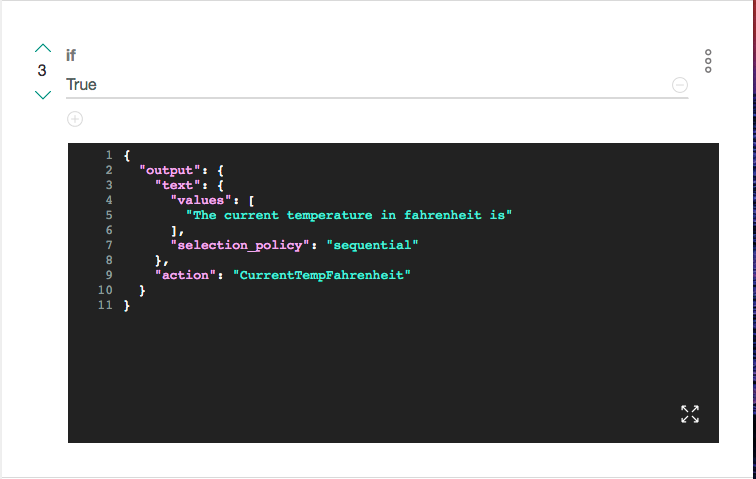 if
3
True
1 {
2   "output": {
3     "text": {
4       "values": [
5         "The current temperature in fahrenheit is"
6       ],
7       "selection_policy": "sequential"
8     },
9     "action": "CurrentTempFahrenheit"
10   }
11 }